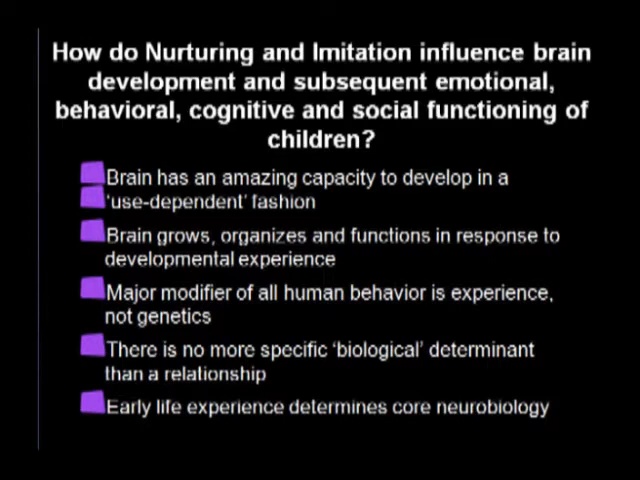 How do Nurturing and Imitation influence brain
development and subsequent emotional,
behavioral, cognitive and social functioning of
children?
Brain has an amazing capacity to develop in a
‘use-dependent’ fashion
Brain grows, organizes and functions in response to
developmental experience
Major modifier of all human behavior is experience,
not genetics
There is no more specific ‘biological’ determinant
than a relationship
Early life experience determines core neurobiology